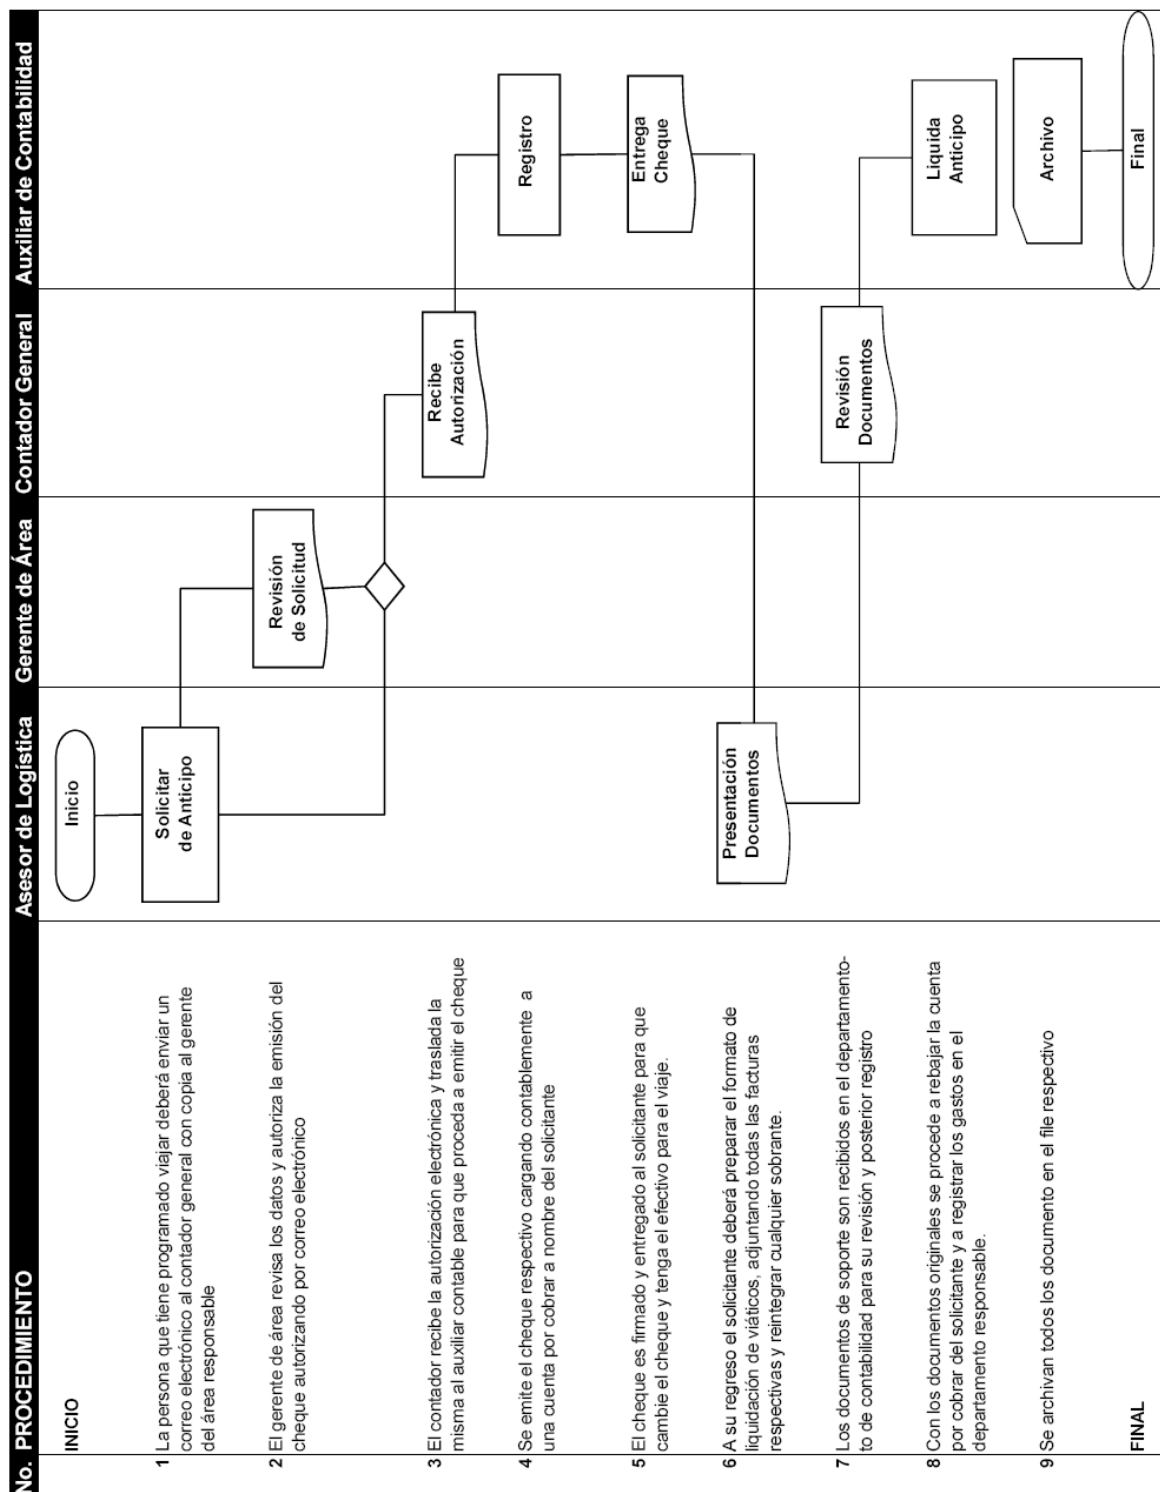 No. PROCEDIMIENTO Asesor de Logística Gerente de Área Contador General Auxiliar de Contabilidad
INICIO
Inicio
1 La persona que tiene programado viajar deberá enviar un
correo electrónico al contador general con copia al gerente
del área responsable
Solicitar
de Anticipo
2 El gerente de área revisa los datos y autoriza la emisión del
cheque autorizando por correo electrónico
Revisión
de Solicitud
3 El contador recibe la autorización electrónica y traslada la
misma al auxiliar contable para que proceda a emitir el cheque
Recibe
Autorización
4 Se emite el cheque respectivo cargando contablemente a
una cuenta por cobrar a nombre del solicitante
Registro
5 El cheque es firmado y entregado al solicitante para que
cambie el cheque y tenga el efectivo para el viaje.
Entrega
Cheque
6 A su regreso el solicitante deberá preparar el formato de
liquidación de viáticos, adjuntando todas las facturas
respectivas y reintegrar cualquier sobrante.
Presentación
Documentos
7 Los documentos de soporte son recibidos en el departamento-
to de contabilidad para su revisión y posterior registro
Revisión
Documentos
8 Con los documentos originales se procede a rebajar la cuenta
por cobrar del solicitante y a registrar los gastos en el
departamento responsable.
Liquida
Anticipo
9 Se archivan todos los documento en el file respectivo
Archivo
FINAL
Final